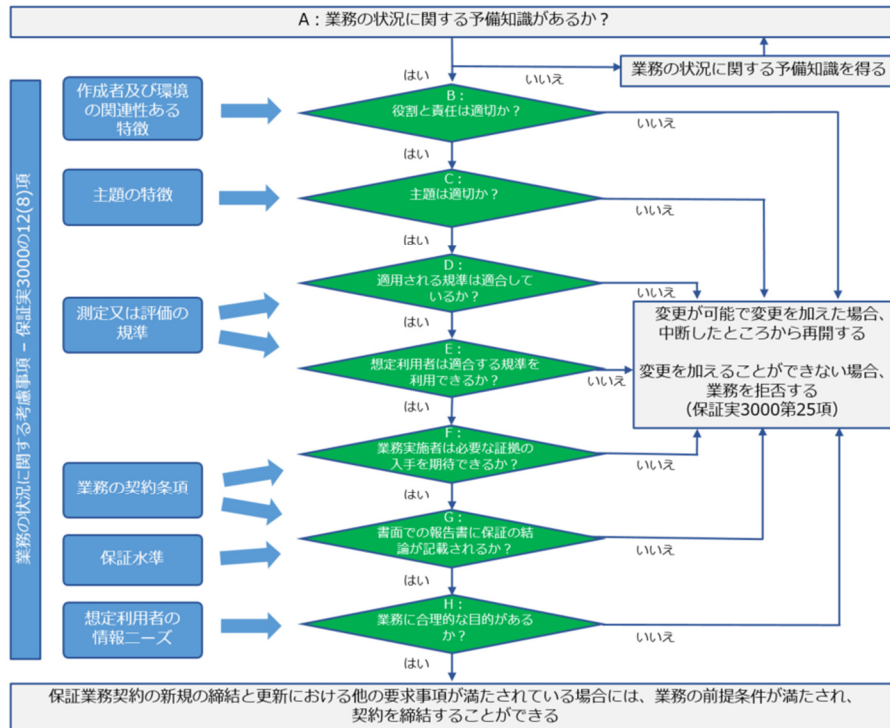 A：業務の状況に関する予備知識があるか？
はい
いいえ
業務の状況に関する予備知識を得る
業務の状況に関する考慮事項 – 保証実3000の12(8)項
作成者及び環境
の関連性ある
特徴
B：
役割と責任は適切か？
いいえ
はい
主題の特徴
C：
主題は適切か？
いいえ
はい
D：
適用される規準は適合して
いるか？
いいえ
測定又は評価の
規準
はい
E：
想定利用者は適合する規準を
利用できるか？
いいえ
変更が可能で変更を加えた場合、
中断したところから再開する
変更を加えることができない場合、
業務を拒否する
（保証実3000第25項）
はい
F：
業務実施者は必要な証拠の
入手を期待できるか？
いいえ
業務の契約条項
はい
G：
書面での報告書に保証の結
論が記載されるか？
いいえ
保証水準
はい
H：
業務に合理的な目的がある
か？
いいえ
想定利用者の
情報ニーズ
はい
保証業務契約の新規の締結と更新における他の要求事項が満たされている場合には、業務の前提条件が満たされ、
契約を締結することができる